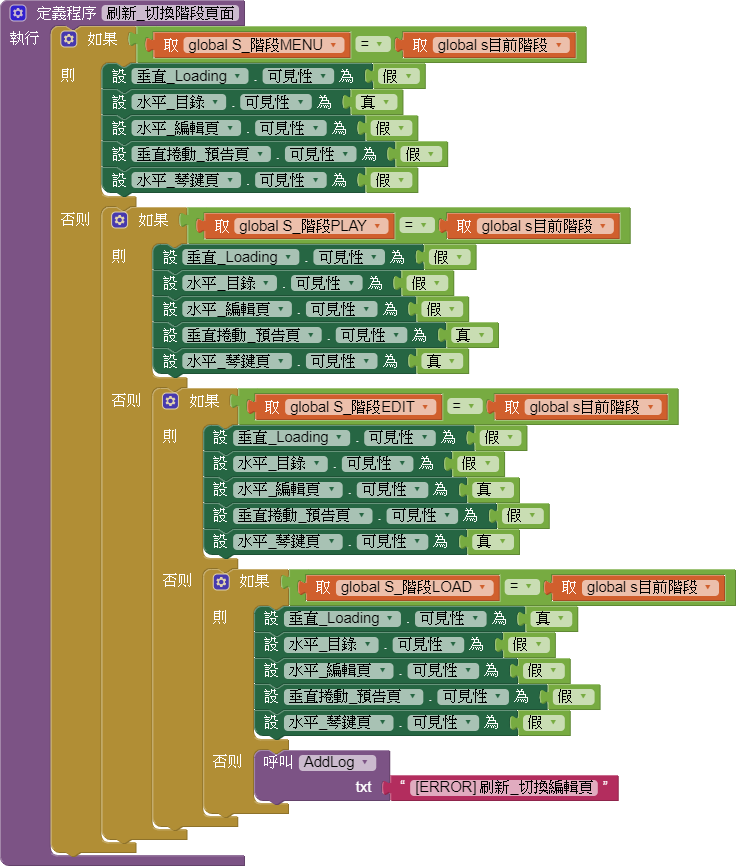 定義程序 刷新_切換階段頁面
執行 如果 取 global S_階段MENU = 取 global s目前階段
則 設 垂直_Loading . 可見性 為 假
設 水平_目錄 . 可見性 為 真
設 水平_編輯頁 . 可見性 為 假
設 垂直捲動_預告頁 . 可見性 為 假
設 水平_琴鍵頁 . 可見性 為 假
否則 如果 取 global S_階段PLAY = 取 global s目前階段
則 設 垂直_Loading . 可見性 為 假
設 水平_目錄 . 可見性 為 假
設 水平_編輯頁 . 可見性 為 假
設 垂直捲動_預告頁 . 可見性 為 真
設 水平_琴鍵頁 . 可見性 為 真
否則 如果 取 global S_階段EDIT = 取 global s目前階段
則 設 垂直_Loading . 可見性 為 假
設 水平_目錄 . 可見性 為 假
設 水平_編輯頁 . 可見性 為 真
設 垂直捲動_預告頁 . 可見性 為 假
設 水平_琴鍵頁 . 可見性 為 真
否則 如果 取 global S_階段LOAD = 取 global s目前階段
則 設 垂直_Loading . 可見性 為 真
設 水平_目錄 . 可見性 為 假
設 水平_編輯頁 . 可見性 為 假
設 垂直捲動_預告頁 . 可見性 為 假
設 水平_琴鍵頁 . 可見性 為 假
否則 呼叫 AddLog
txt “ [ERROR] 刷新_切換編輯頁 ”